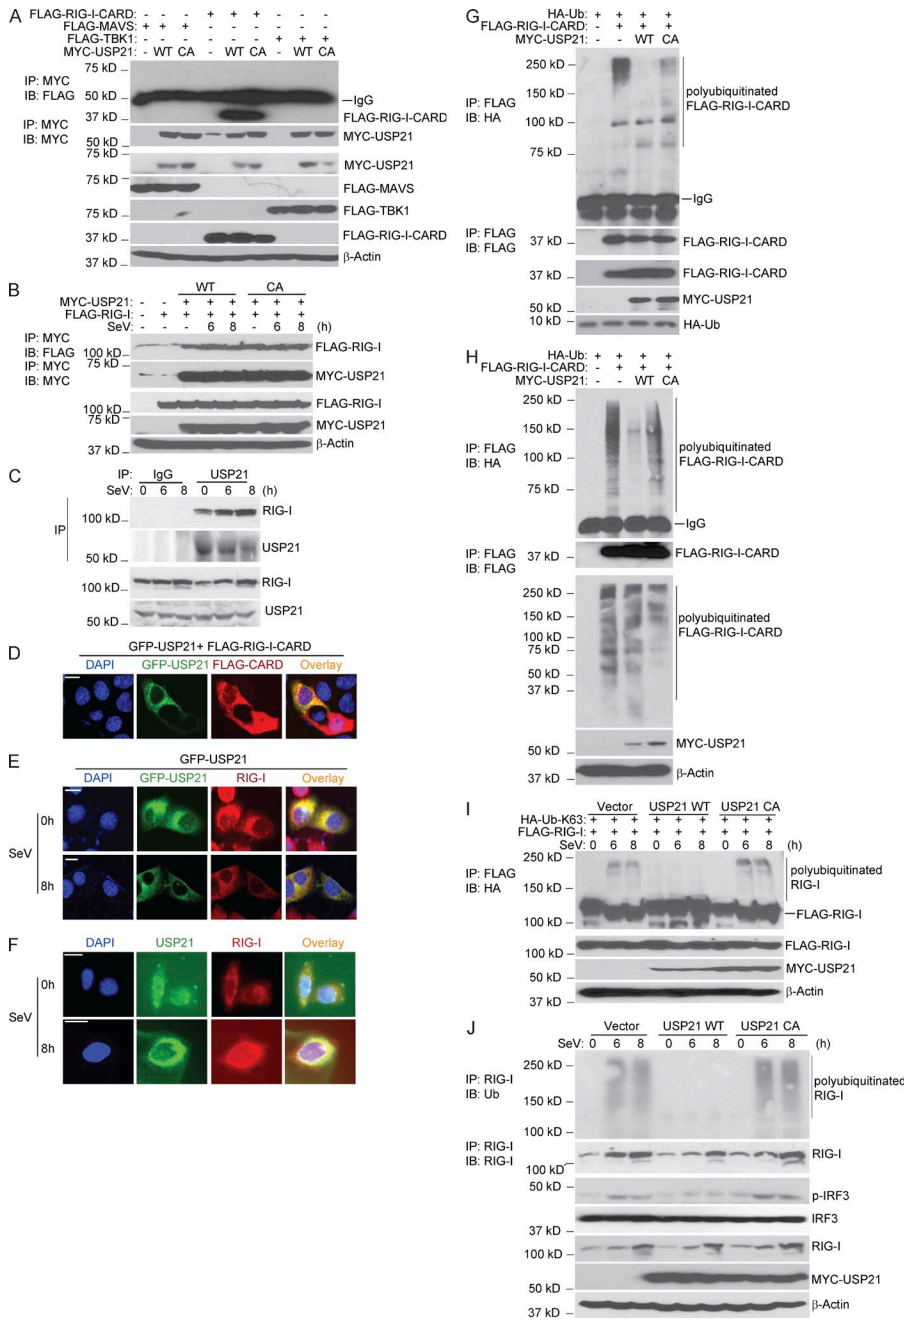 A
FLAG-RIG-I-CARD: - - - + + + - - -
FLAG-MAVS: + + + - - - - - -
FLAG-TBK1: - - - - - - + + +
MYC-USP21: - WT CA - WT CA - WT CA
75 kD
IP: MYC
IB: FLAG
50 kD
IgG
37 kD
FLAG-RIG-I-CARD
IP: MYC
IB: MYC
MYC-USP21
50 kD
75 kD
MYC-USP21
75 kD
FLAG-MAVS
FLAG-TBK1
75 kD
37 kD
FLAG-RIG-I-CARD
37 kD
β-Actin
B
WT CA
MYC-USP21: - - + + + + + +
FLAG-RIG-I: - + + + + + + +
SeV: - - - 6 8 - 6 8 (h)
IP: MYC
IB: FLAG
100 kD
FLAG-RIG-I
IP: MYC
IB: MYC
75 kD
MYC-USP21
50 kD
100 kD
FLAG-RIG-I
75 kD
MYC-USP21
50 kD
37 kD
β-Actin
C
IP: IgG USP21
SeV: 0 6 8 0 6 8 (h)
IP
100 kD
RIG-I
50 kD
USP21
100 kD
RIG-I
50 kD
USP21
D
GFP-USP21+ FLAG-RIG-I-CARD
DAPI GFP-USP21 FLAG-CARD Overlay
E
GFP-USP21
DAPI GFP-USP21 RIG-I Overlay
SeV
0h
8h
F
DAPI USP21 RIG-I Overlay
SeV
0h
8h
G
HA-Ub: + + + +
FLAG-RIG-I-CARD: - + + +
MYC-USP21: - - WT CA
250 kD
150 kD
IP: FLAG
IB: HA
100 kD
75 kD
polyubiquitinated
FLAG-RIG-I-CARD
IgG
IP: FLAG
IB: FLAG
37 kD
FLAG-RIG-I-CARD
37 kD
FLAG-RIG-I-CARD
50 kD
MYC-USP21
10 kD
HA-Ub
H
HA-Ub: + + + +
FLAG-RIG-I-CARD: - + + +
MYC-USP21: - - WT CA
250 kD
150 kD
IP: FLAG
IB: HA
100 kD
75 kD
polyubiquitinated
FLAG-RIG-I-CARD
50 kD
IgG
IP: FLAG
IB: FLAG
37 kD
FLAG-RIG-I-CARD
250 kD
150 kD
100 kD
75 kD
50 kD
37 kD
polyubiquitinated
FLAG-RIG-I-CARD
50 kD
MYC-USP21
37 kD
β-Actin
I
Vector USP21 WT USP21 CA
HA-Ub-K63: + + + + + + + + +
FLAG-RIG-I: + + + + + + + + +
SeV: 0 6 8 0 6 8 0 6 8 (h)
250 kD
IP: FLAG
IB: HA
150 kD
polyubiquitinated
RIG-I
100 kD
FLAG-RIG-I
100 kD
FLAG-RIG-I
50 kD
MYC-USP21
37 kD
β-Actin
J
Vector USP21 WT USP21 CA
SeV: 0 6 8 0 6 8 0 6 8 (h)
250 kD
IP: RIG-I
IB: Ub
150 kD
polyubiquitinated
RIG-I
100 kD
IP: RIG-I
IB: RIG-I
RIG-I
100 kD
50 kD
p-IRF3
IRF3
37 kD
RIG-I
100 kD
MYC-USP21
50 kD
37 kD
β-Actin